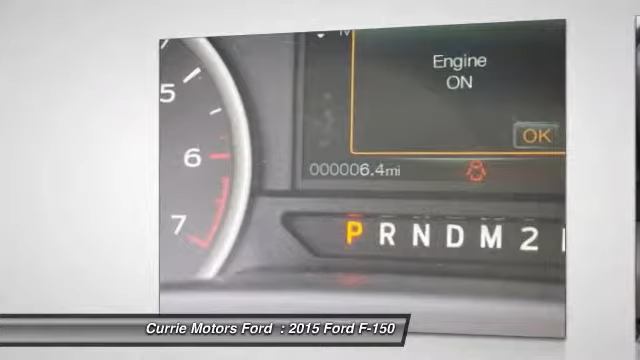 Engine
ON
5
OK
6
000006.4mi
7
P R N D M 2
Currie Motors Ford : 2015 Ford F-150